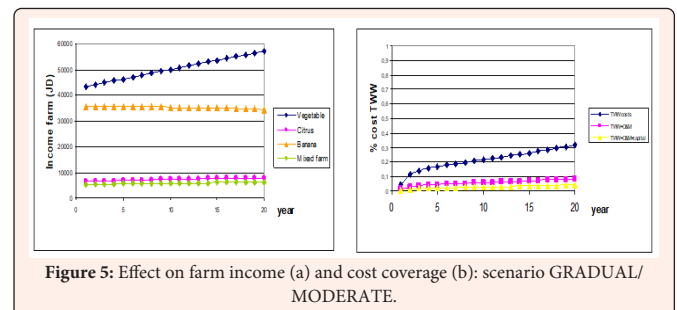 Income farm (JD)
60000
50000
40000
30000
20000
10000
0
0 5 10 15 20
year
Vegetable
Citrus
Banana
Mixed farm
% cost TWW
1
0,9
0,8
0,7
0,6
0,5
0,4
0,3
0,2
0,1
0
0 5 10 15 20
year
TWWcosts
TWW+O&M
TWW+O&M+capital
Figure 5: Effect on farm income (a) and cost coverage (b): scenario GRADUAL/
MODERATE.